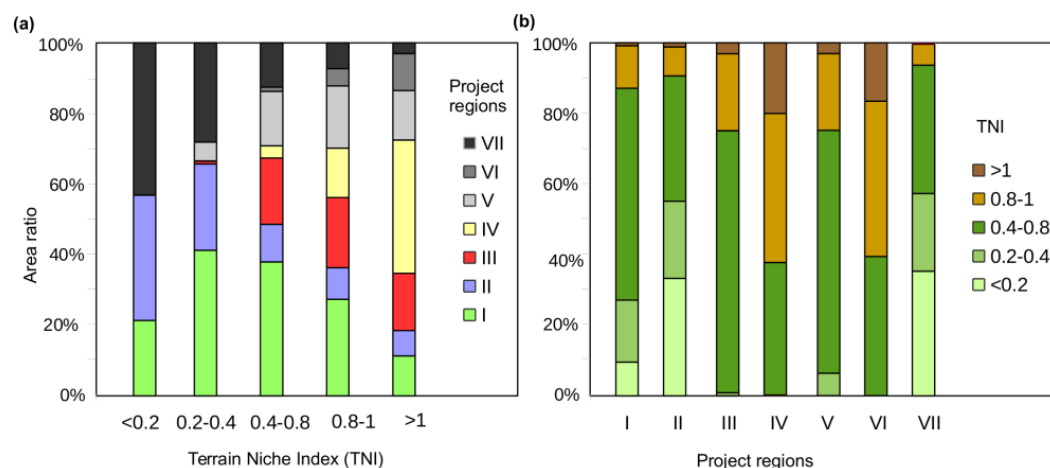 (a)
100%
80%
60%
40%
20%
0%
Area ratio
<0.2 0.2-0.4 0.4-0.8 0.8-1 >1
Terrain Niche Index (TNI)
Project
regions
VII
VI
V
IV
III
II
I
(b)
100%
80%
60%
40%
20%
0%
I II III IV V VI VII
Project regions
TNI
>1
0.8-1
0.4-0.8
0.2-0.4
<0.2